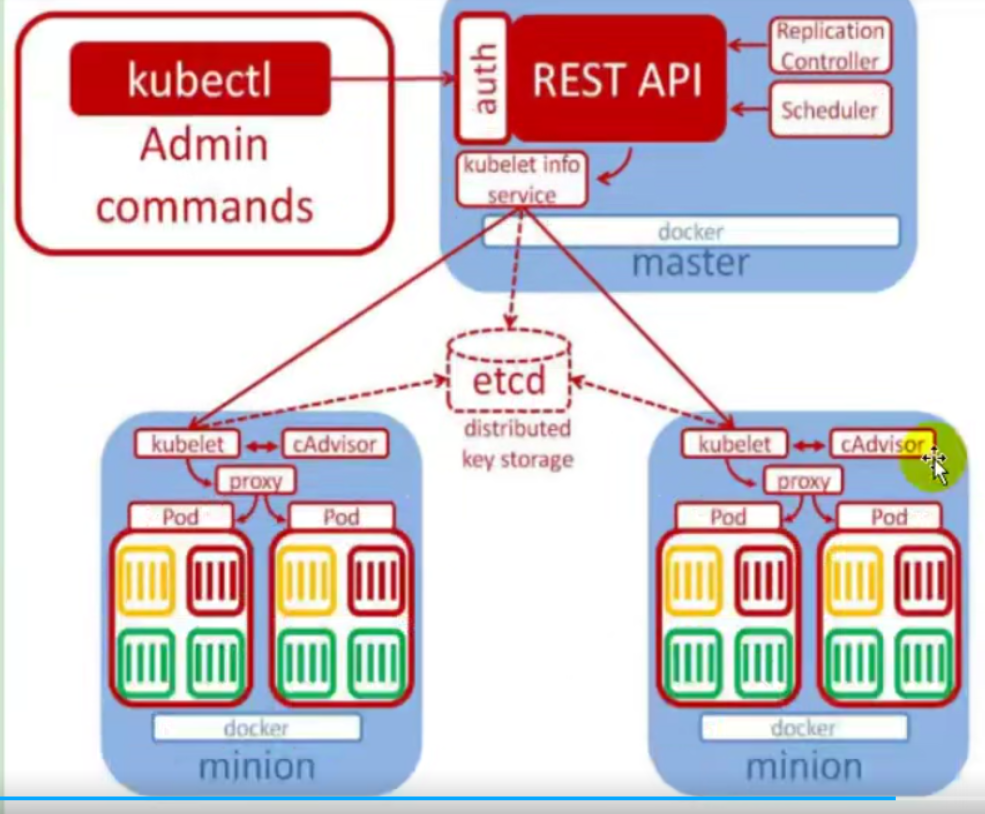 kubectl
Admin
commands
auth
REST API
Replication
Controller
Scheduler
kubelet info
service
docker
master
etcd
distributed
key storage
kubelet
cAdvisor
proxy
Pod
Pod
docker
minion
kubelet
cAdvisor
proxy
Pod
Pod
docker
minion